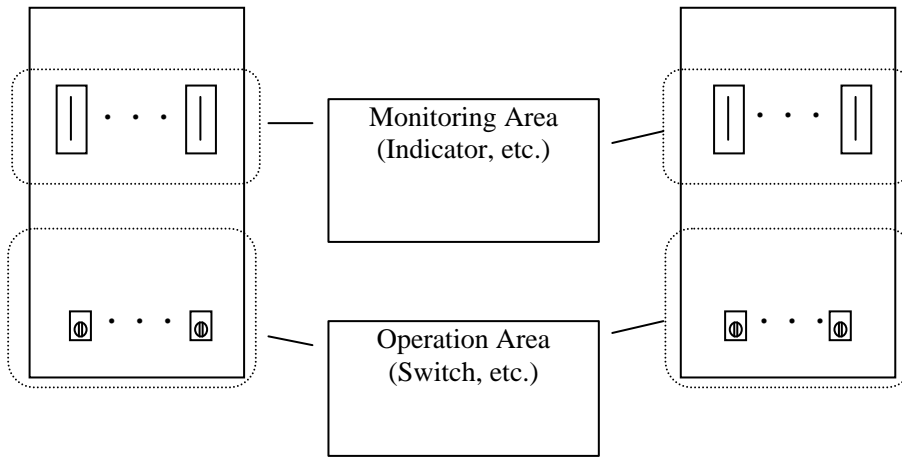 Monitoring Area
(Indicator, etc.)
Operation Area
(Switch, etc.)